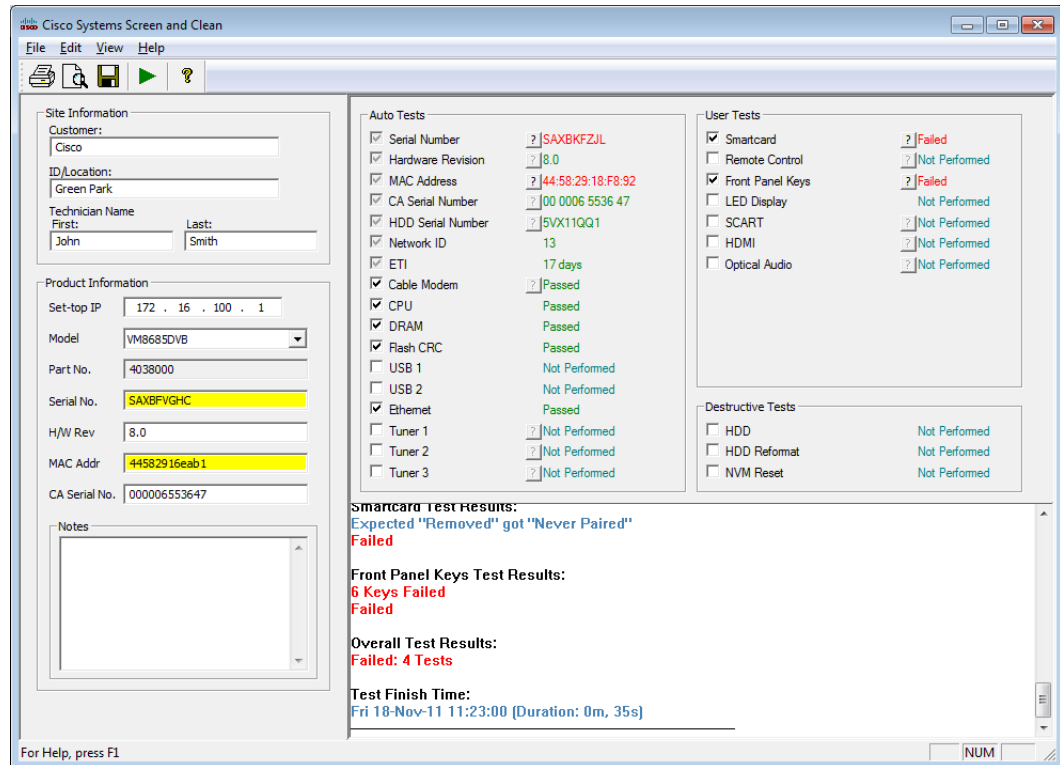 Cisco Systems Screen and Clean
File Edit View Help
Site Information
Customer:
Cisco
ID/Location:
Green Park
Technician Name
First: Last:
John Smith
Product Information
Set-top IP 172 . 16 . 100 . 1
Model VM8685DVB
Part No. 4038000
Serial No. SAXBFVGHC
H/W Rev 8.0
MAC Addr 44582916eab1
CA Serial No. 000006553647
Notes
Auto Tests
Serial Number ? SAXBKFZJL
Hardware Revision ? 8.0
MAC Address ? 44:58:29:18:F8:92
CA Serial Number ? 00 0006 5536 47
HDD Serial Number ? 5VX11QQ1
Network ID 13
ETI 17 days
Cable Modem ? Passed
CPU Passed
DRAM Passed
Flash CRC Passed
USB 1 Not Performed
USB 2 Not Performed
Ethernet Passed
Tuner 1 ? Not Performed
Tuner 2 ? Not Performed
Tuner 3 ? Not Performed
User Tests
Smartcard ? Failed
Remote Control ? Not Performed
Front Panel Keys ? Failed
LED Display Not Performed
SCART ? Not Performed
HDMI ? Not Performed
Optical Audio ? Not Performed
Destructive Tests
HDD Not Performed
HDD Reformat Not Performed
NVM Reset Not Performed
Smartcard Test Results:
Expected "Removed" got "Never Paired"
Failed
Front Panel Keys Test Results:
6 Keys Failed
Failed
Overall Test Results:
Failed: 4 Tests
Test Finish Time:
Fri 18-Nov-11 11:23:00 (Duration: 0m, 35s)
For Help, press F1
NUM